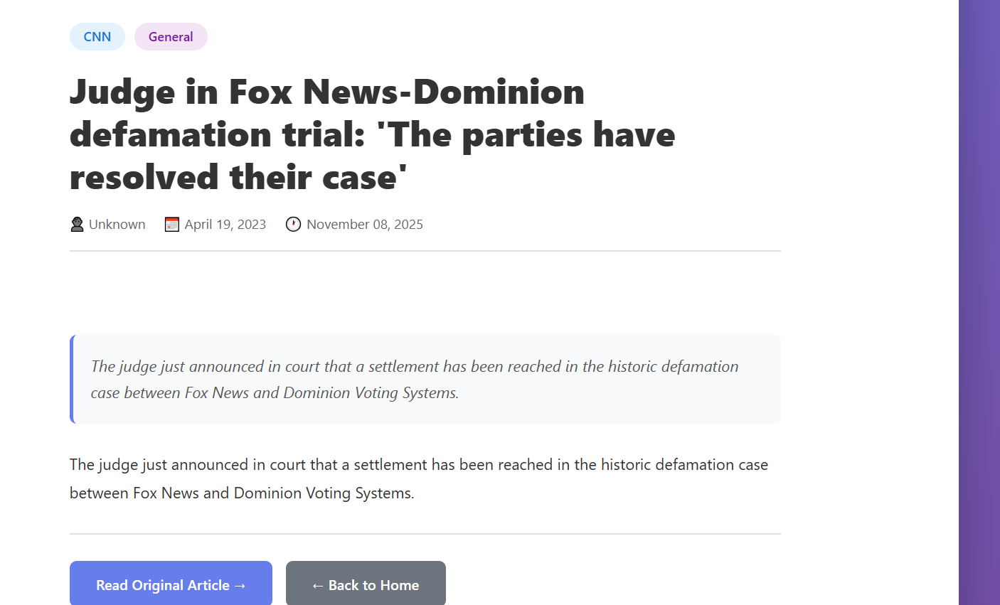 CNN
General
Judge in Fox News-Dominion
defamation trial: 'The parties have
resolved their case'
Unknown
April 19, 2023
November 08, 2025
The judge just announced in court that a settlement has been reached in the historic defamation
case between Fox News and Dominion Voting Systems.
The judge just announced in court that a settlement has been reached in the historic defamation case
between Fox News and Dominion Voting Systems.
Read Original Article →
← Back to Home